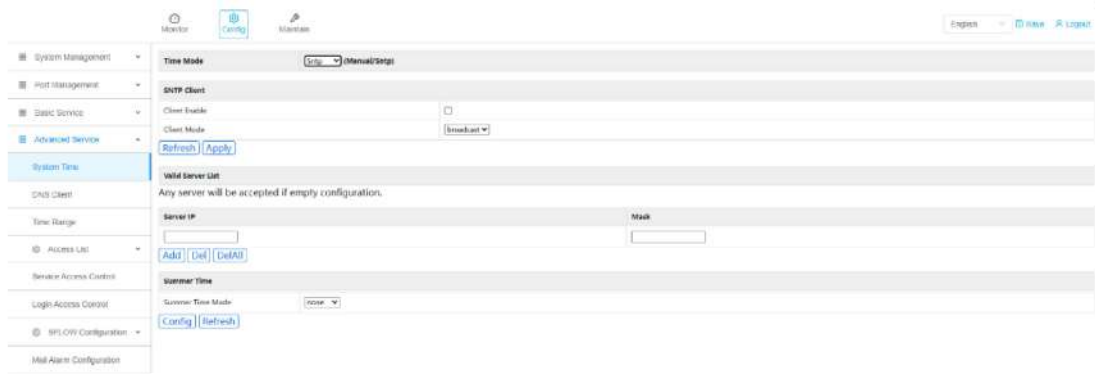 Monitor
Config
Maintain
English
Save
Logout
System Management
Port Management
Basic Service
Advanced Service
System Time
DNS Client
Time Range
Access List
Service Access Control
Login Access Control
SFLOW Configuration
Mail Alarm Configuration
Time Mode Sntp (Manual/Sntp)
SNTP Client
Client Enable
Client Mode broadcast
Refresh Apply
Valid Server List
Any server will be accepted if empty configuration.
Server IP Mask
Add Del DelAll
Summer Time
Summer Time Mode none
Config Refresh